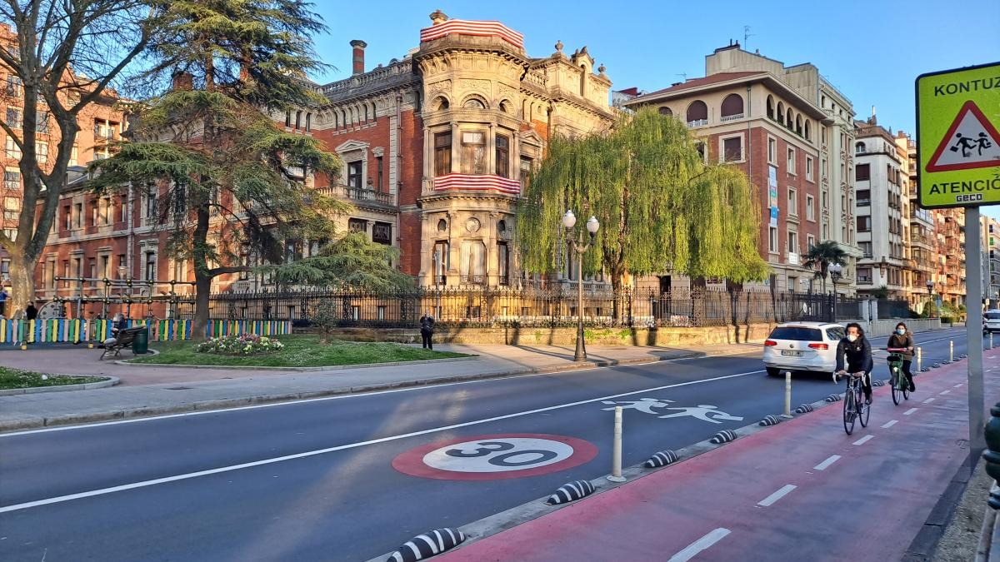 KONTUZ
ATENCIÓ
GECO
30